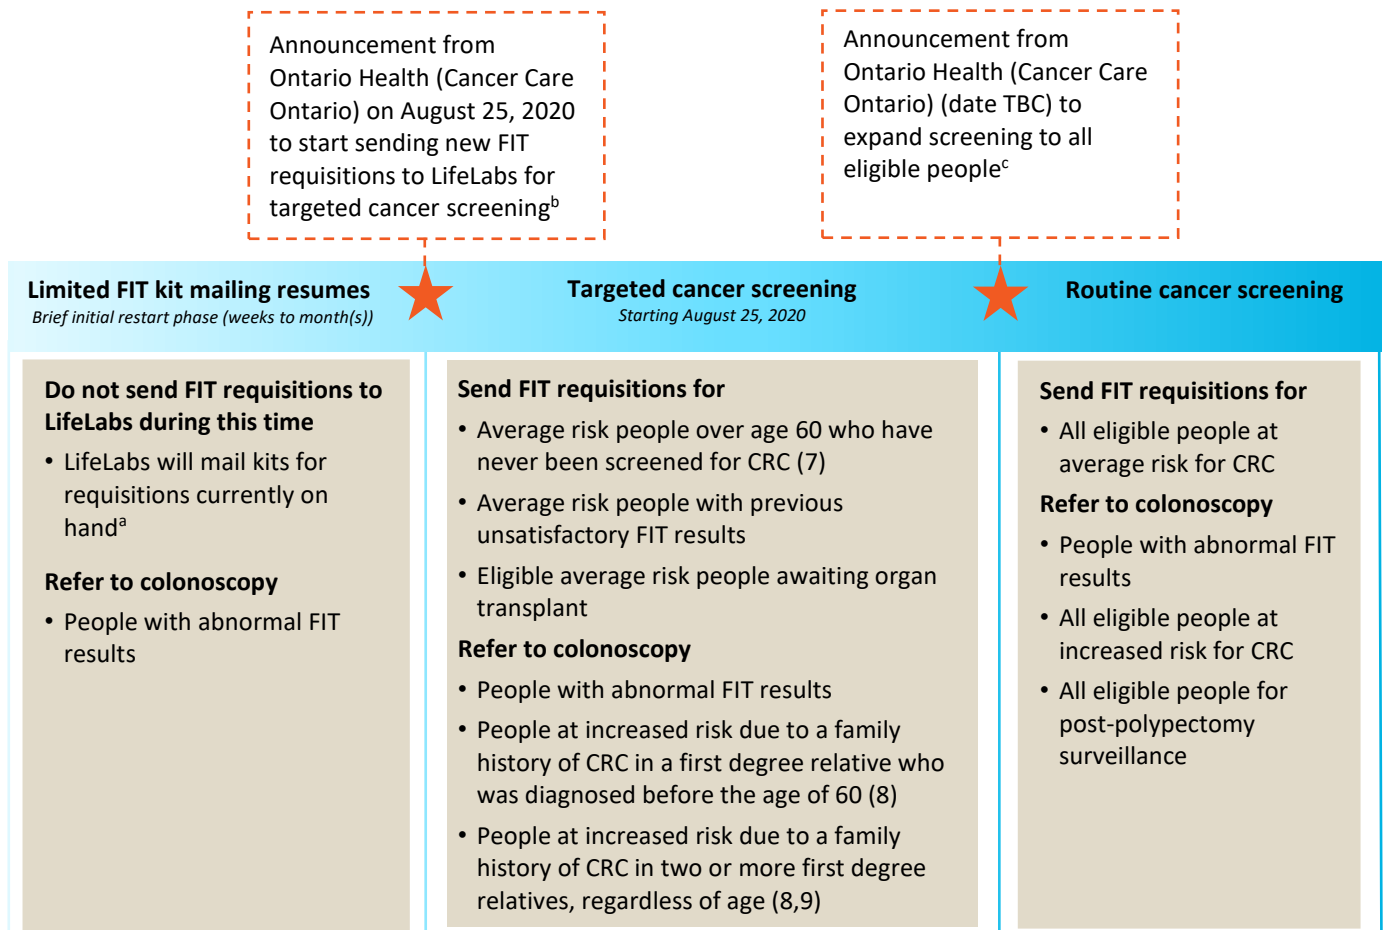 Announcement from
Ontario Health (Cancer Care
Ontario) on August 25, 2020
to start sending new FIT
requisitions to LifeLabs for
targeted cancer screeningᵇ
Announcement from
Ontario Health (Cancer Care
Ontario) (date TBC) to
expand screening to all
eligible peopleᶜ
Limited FIT kit mailing resumes
Brief initial restart phase (weeks to month(s))
Targeted cancer screening
Starting August 25, 2020
Routine cancer screening
Do not send FIT requisitions to
LifeLabs during this time
• LifeLabs will mail kits for
requisitions currently on
handᵃ
Refer to colonoscopy
• People with abnormal FIT
results
Send FIT requisitions for
• Average risk people over age 60 who have
never been screened for CRC (7)
• Average risk people with previous
unsatisfactory FIT results
• Eligible average risk people awaiting organ
transplant
Refer to colonoscopy
• People with abnormal FIT results
• People at increased risk due to a family
history of CRC in a first degree relative who
was diagnosed before the age of 60 (8)
• People at increased risk due to a family
history of CRC in two or more first degree
relatives, regardless of age (8,9)
Send FIT requisitions for
• All eligible people at
average risk for CRC
Refer to colonoscopy
• People with abnormal FIT
results
• All eligible people at
increased risk for CRC
• All eligible people for
post-polypectomy
surveillance